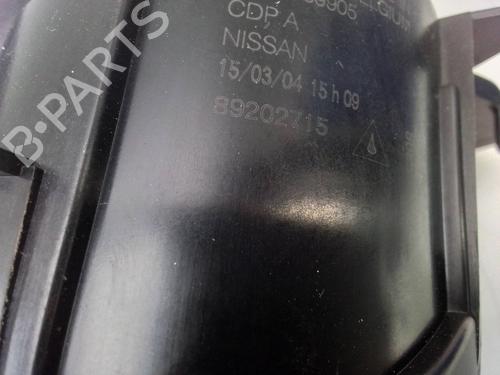 CDP A
NISSAN
15/03/04 15 h 09
89202715
B-PARTS